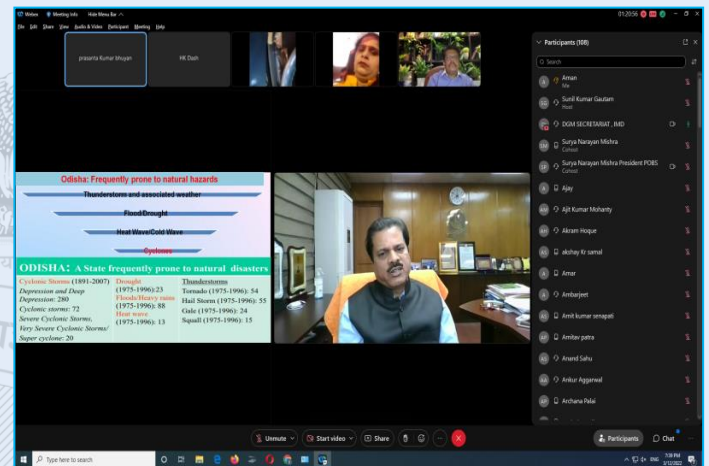 Webex
Meeting Info
Hide Menu Bar
01:20:56
File Edit Share View Audio & Video Participant Meeting Help
prasanta Kumar bhuyan
HK Dash
Participants (108)
Search
Aman
Me
Sunil Kumar Gautam
Host
DGM SECRETARIAT , IMD
Surya Narayan Mishra
Cohost
Surya Narayan Mishra President POBS
Cohost
Ajay
Ajit Kumar Mohanty
Akram Hoque
akshay Kr samal
Amar
Ambarjeet
Amit kumar senapati
Amitav patra
Anand Sahu
Ankur Aggarwal
Archana Palai
Odisha: Frequently prone to natural hazards
Thunderstorm and associated weather
Flood/Drought
Heat Wave/Cold Wave
Cyclones
ODISHA: A State frequently prone to natural disasters
Cyclonic Storms (1891-2007)
Depression and Deep
Depression: 280
Cyclonic storms: 72
Severe Cyclonic Storms,
Very Severe Cyclonic Storms/
Super cyclone: 20
Drought
(1975-1996):23
Floods/Heavy rains
(1975-1996): 88
Heat wave
(1975-1996): 13
Thunderstorms
Tornado (1975-1996): 54
Hail Storm (1975-1996): 55
Gale (1975-1996): 24
Squall (1975-1996): 15
Unmute
Start video
Share
Participants
Chat
Type here to search
ENG
7:39 PM
3/12/2022